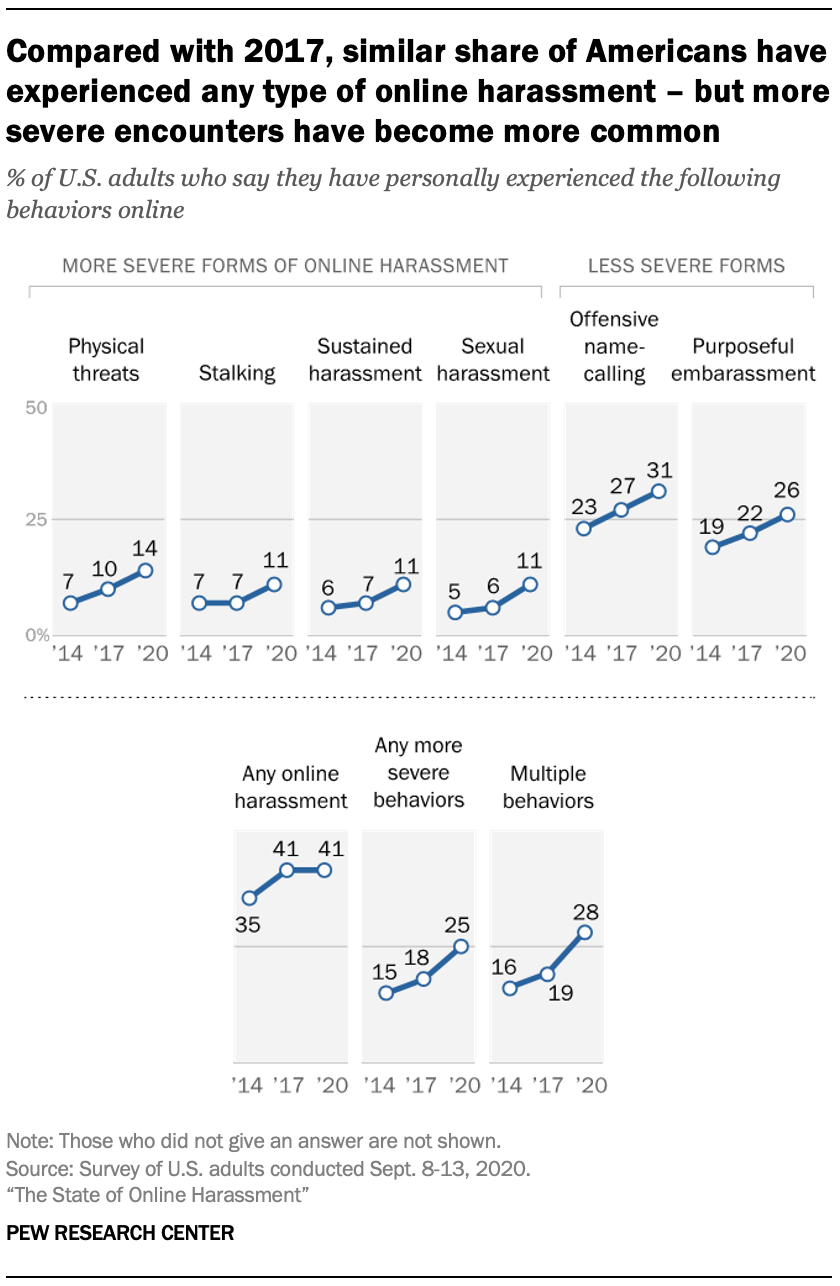 Compared with 2017, similar share of Americans have
experienced any type of online harassment – but more
severe encounters have become more common
% of U.S. adults who say they have personally experienced the following
behaviors online
MORE SEVERE FORMS OF ONLINE HARASSMENT
LESS SEVERE FORMS
Physical
threats
Stalking
Sustained
harassment
Sexual
harassment
Offensive
name-
calling
Purposeful
embarassment
50
25
0%
7 10 14
7 7 11
6 7 11
5 6 11
23 27 31
19 22 26
’14 ’17 ’20
’14 ’17 ’20
’14 ’17 ’20
’14 ’17 ’20
’14 ’17 ’20
’14 ’17 ’20
Any online
harassment
Any more
severe
behaviors
Multiple
behaviors
35 41 41
15 18 25
16 19 28
’14 ’17 ’20
’14 ’17 ’20
’14 ’17 ’20
Note: Those who did not give an answer are not shown.
Source: Survey of U.S. adults conducted Sept. 8-13, 2020.
“The State of Online Harassment”
PEW RESEARCH CENTER